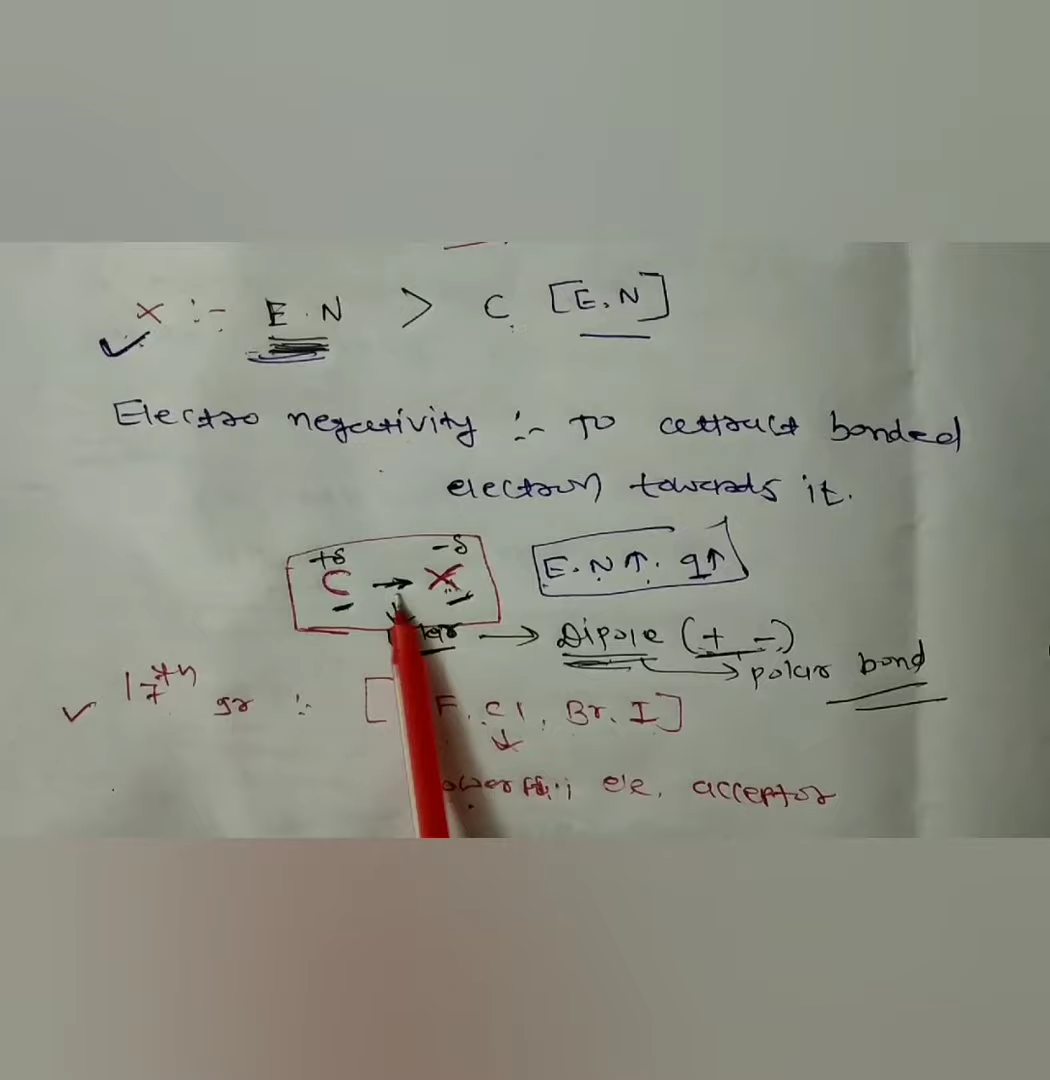 X :- E.N > C [E.N]
Electro negativity :- To attract bonded
electron towards it.
+δ -δ
C → X
E.N↑. q↑
→ Dipole (+ -)
→ polar bond
17th gr :- [ F, Cl, Br, I ]
ele. acceptor